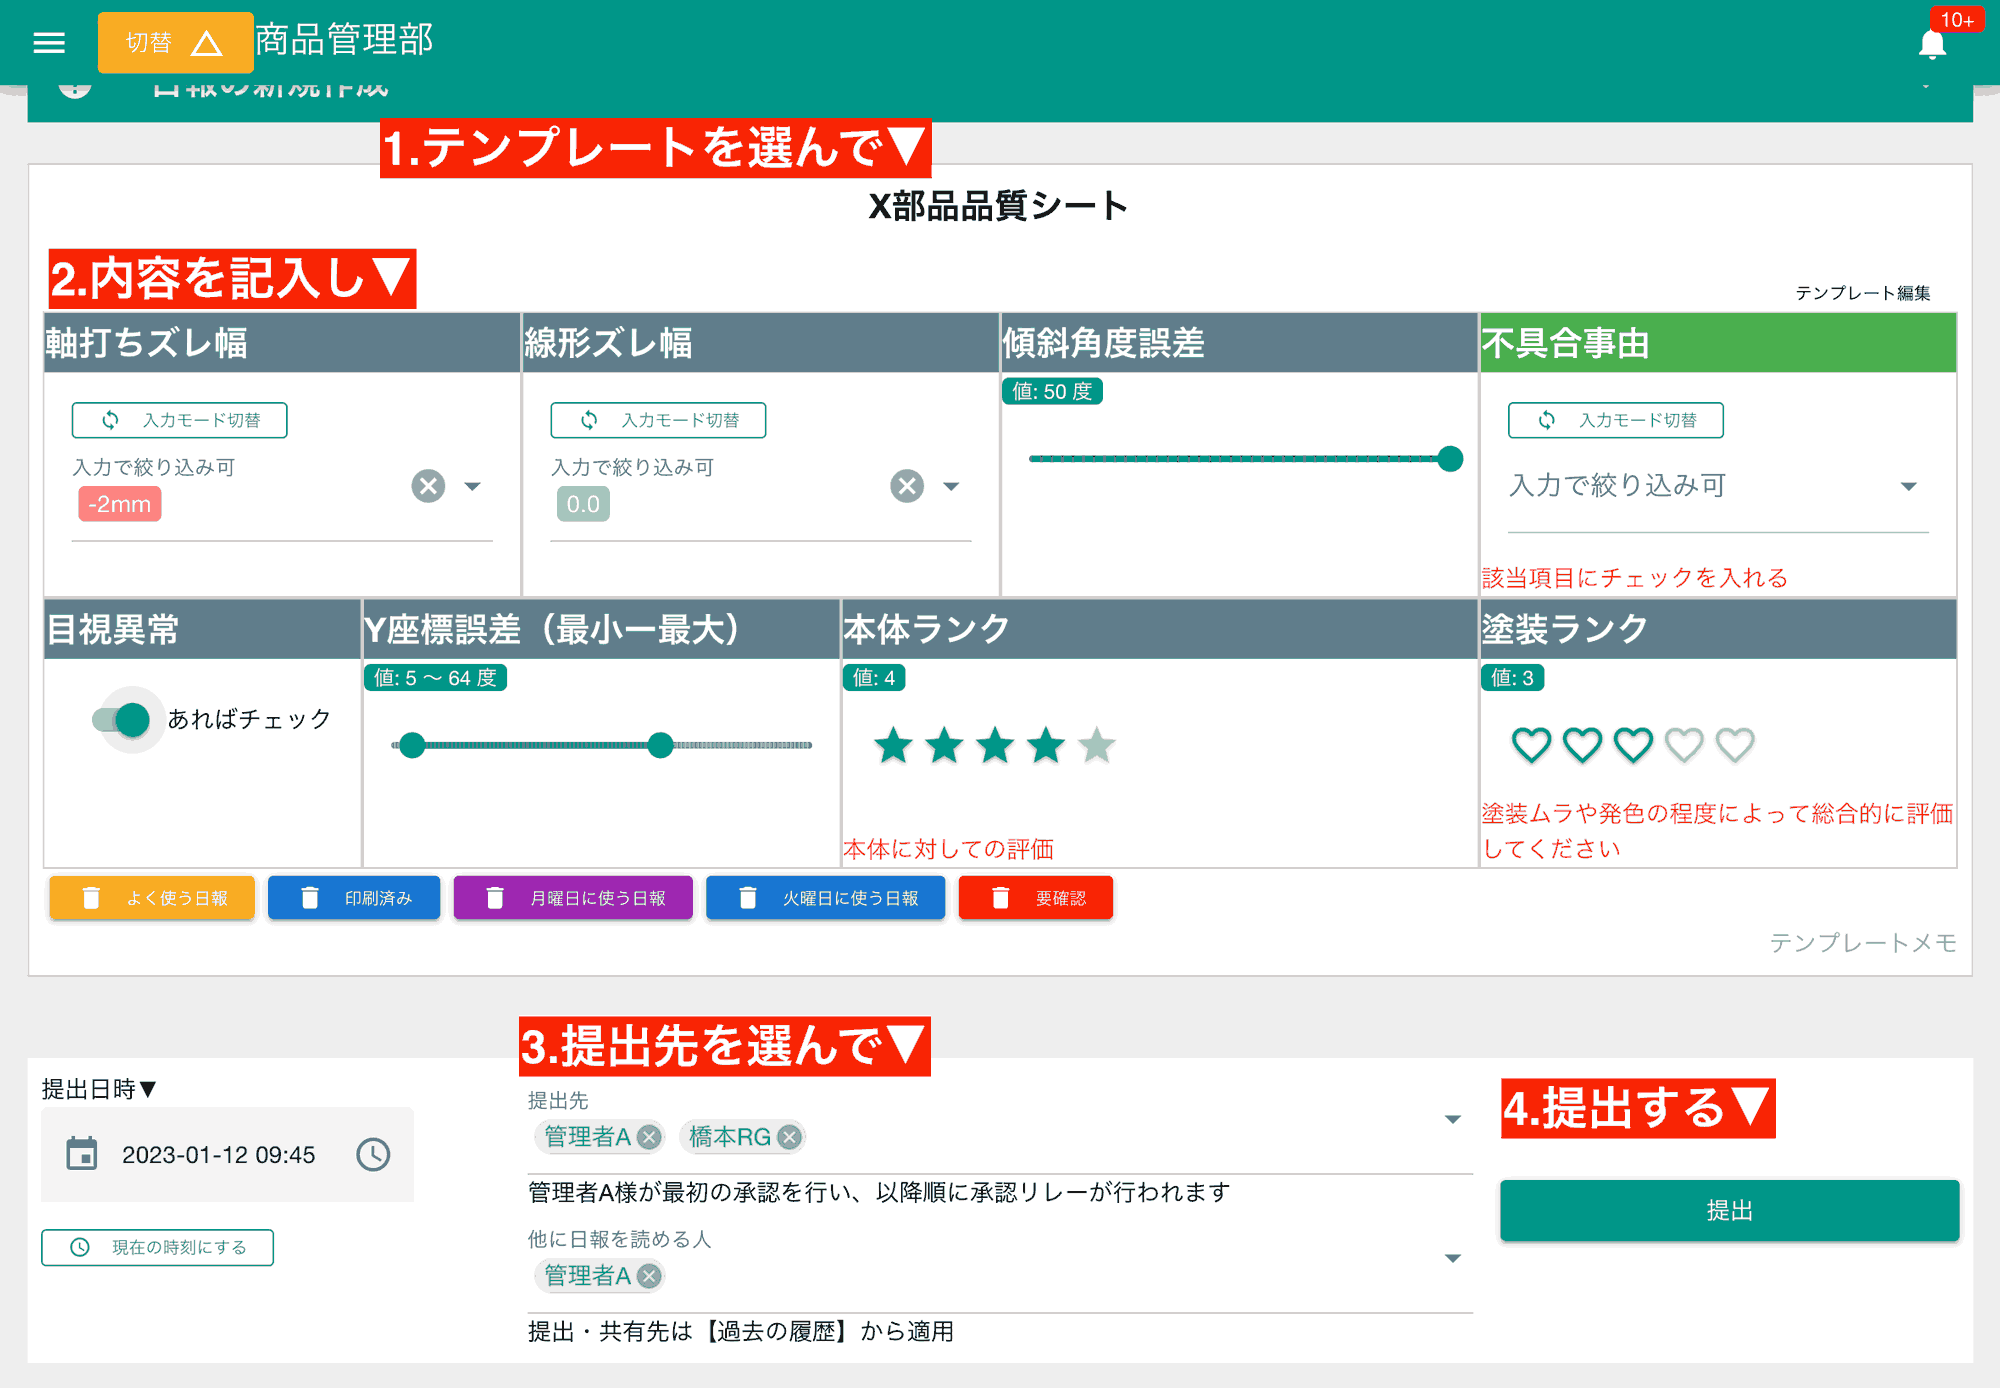 切替
商品管理部
10+
日報の新規作成
1.テンプレートを選んで▼
X部品品質シート
2.内容を記入し▼
テンプレート編集
軸打ちズレ幅
線形ズレ幅
傾斜角度誤差
不具合事由
入力モード切替
入力で絞り込み可
-2mm
入力モード切替
入力で絞り込み可
0.0
値: 50 度
入力モード切替
入力で絞り込み可
該当項目にチェックを入れる
目視異常
Y座標誤差（最小ー最大）
本体ランク
塗装ランク
あればチェック
値: 5 〜 64 度
値: 4
本体に対しての評価
値: 3
塗装ムラや発色の程度によって総合的に評価
してください
よく使う日報
印刷済み
月曜日に使う日報
火曜日に使う日報
要確認
テンプレートメモ
3.提出先を選んで▼
提出日時▼
2023-01-12 09:45
現在の時刻にする
提出先
管理者A
橋本RG
管理者A様が最初の承認を行い、以降順に承認リレーが行われます
他に日報を読める人
管理者A
提出・共有先は【過去の履歴】から適用
4.提出する▼
提出